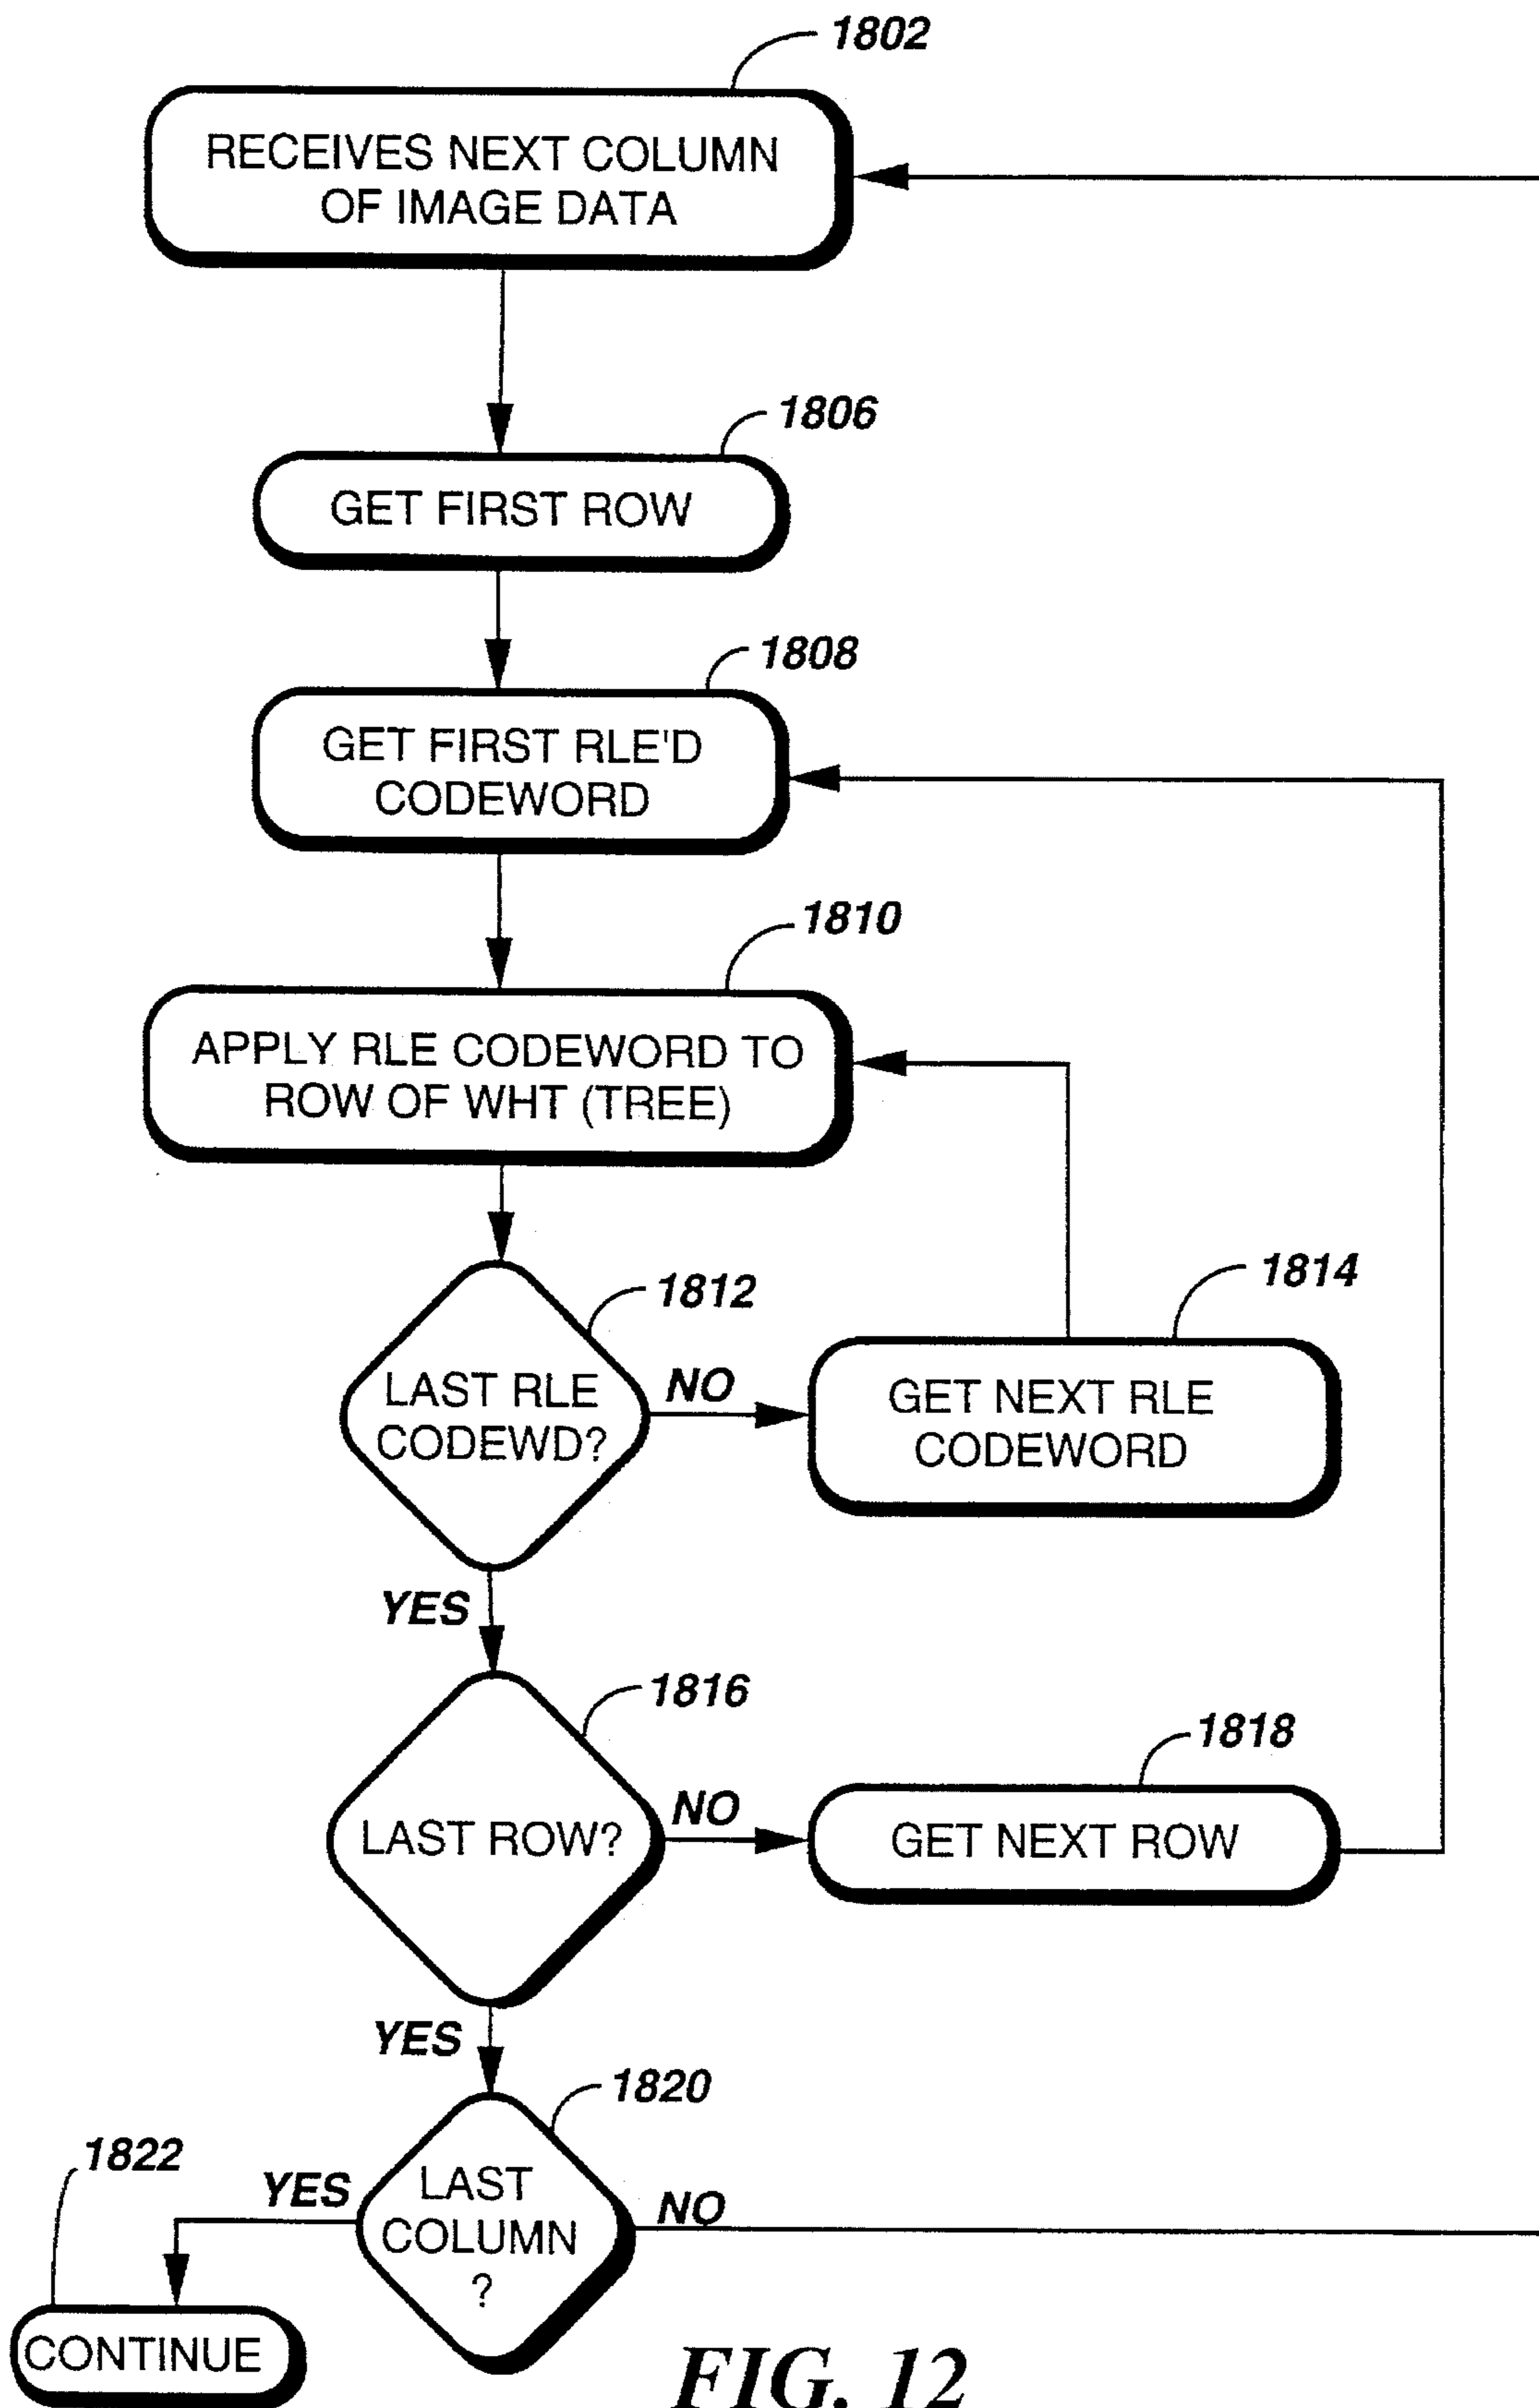 1802
RECEIVES NEXT COLUMN
OF IMAGE DATA
1806
GET FIRST ROW
1808
GET FIRST RLE'D
CODEWORD
1810
APPLY RLE CODEWORD TO
ROW OF WHT (TREE)
1812
LAST RLE
CODEWD?
NO
1814
GET NEXT RLE
CODEWORD
YES
1816
LAST ROW?
NO
1818
GET NEXT ROW
YES
1820
LAST
COLUMN
?
NO
YES
1822
CONTINUE
FIG. 12